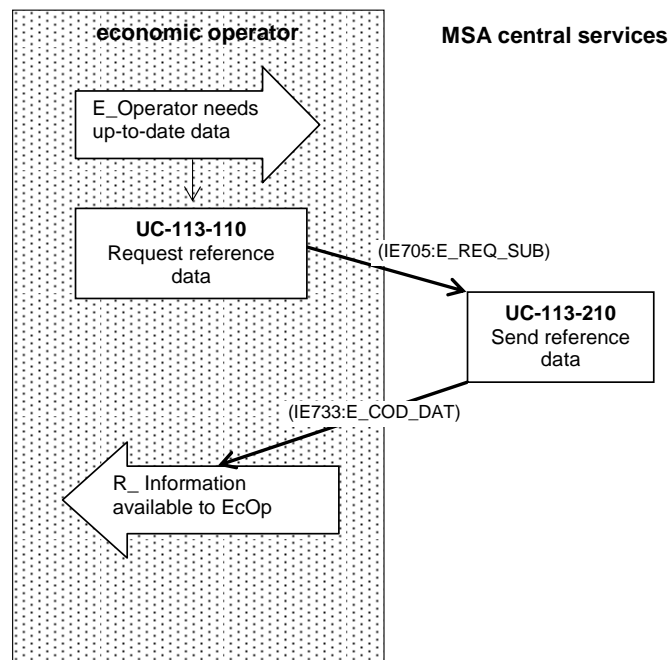 economic operator
MSA central services
E_Operator needs
up-to-date data
UC-113-110
Request reference
data
(IE705:E_REQ_SUB)
UC-113-210
Send reference
data
(IE733:E_COD_DAT)
R_ Information
available to EcOp